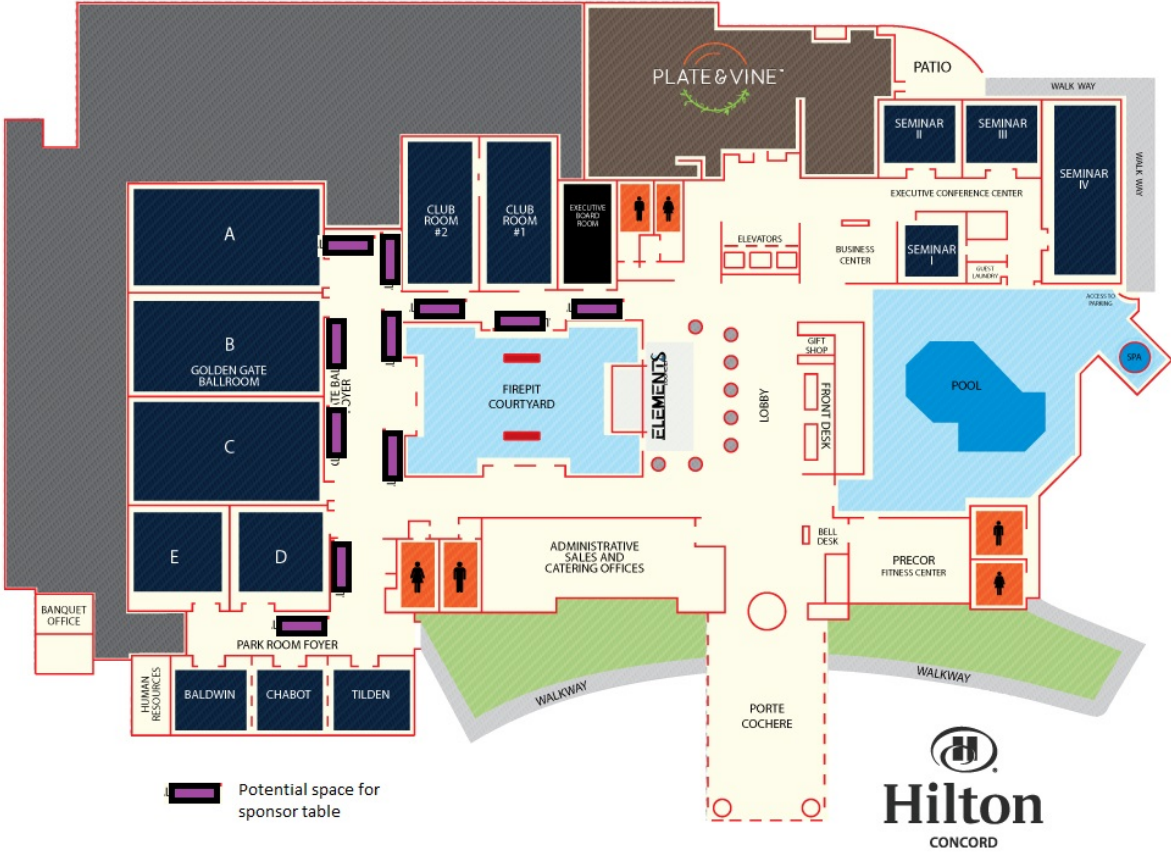 PLATE & VINE
PATIO
WALK WAY
SEMINAR
II
SEMINAR
III
SEMINAR
IV
WALK WAY
EXECUTIVE CONFERENCE CENTER
CLUB
ROOM
#2
CLUB
ROOM
#1
EXECUTIVE
BOARD
ROOM
A
ELEVATORS
BUSINESS
CENTER
SEMINAR
I
GUEST
LAUNDRY
ACCESS TO
PARKING
B
GOLDEN GATE
BALLROOM
FIREPIT
COURTYARD
ELEMENTS
LOBBY
GIFT
SHOP
FRONT DESK
POOL
SPA
C
E
D
ADMINISTRATIVE
SALES AND
CATERING OFFICES
BELL
DESK
PRECOR
FITNESS CENTER
BANQUET
OFFICE
PARK ROOM FOYER
HUMAN
RESOURCES
BALDWIN
CHABOT
TILDEN
WALKWAY
WALKWAY
PORTE
COCHERE
Potential space for
sponsor table
H
Hilton
CONCORD